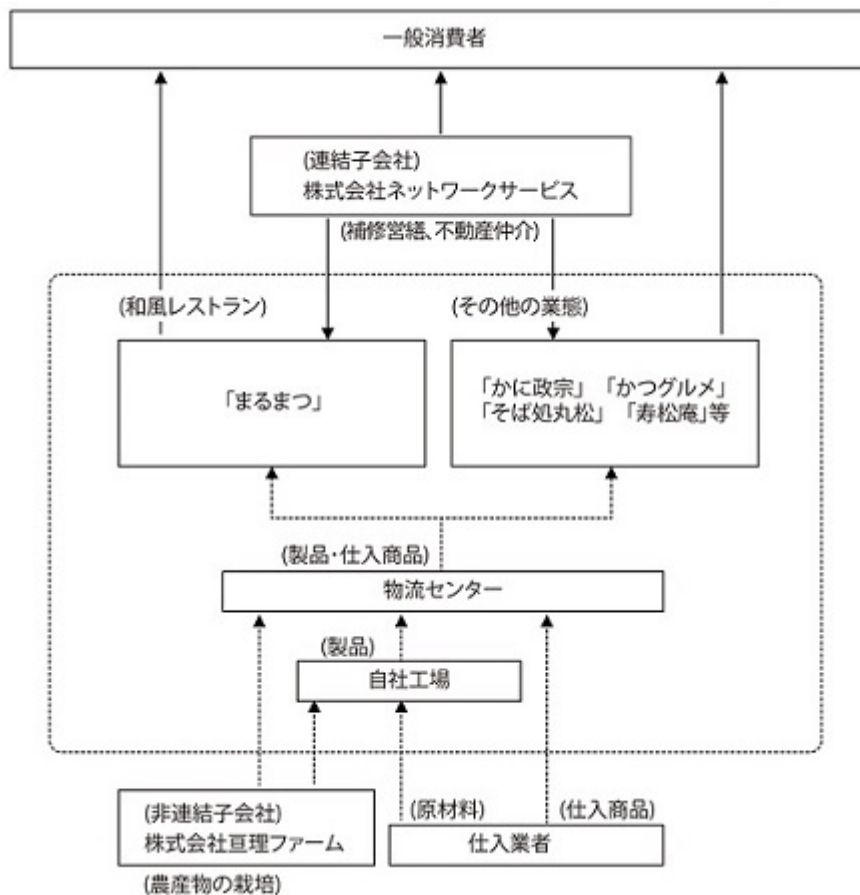 一般消費者
(連結子会社)
株式会社ネットワークサービス
(補修営繕、不動産仲介)
(和風レストラン)
(その他の業態)
「まるまつ」
「かに政宗」 「かつグルメ」
「そば処丸松」 「寿松庵」等
(製品・仕入商品)
物流センター
(製品)
自社工場
(非連結子会社)
株式会社亘理ファーム
(農産物の栽培)
(原材料)
(仕入商品)
仕入業者